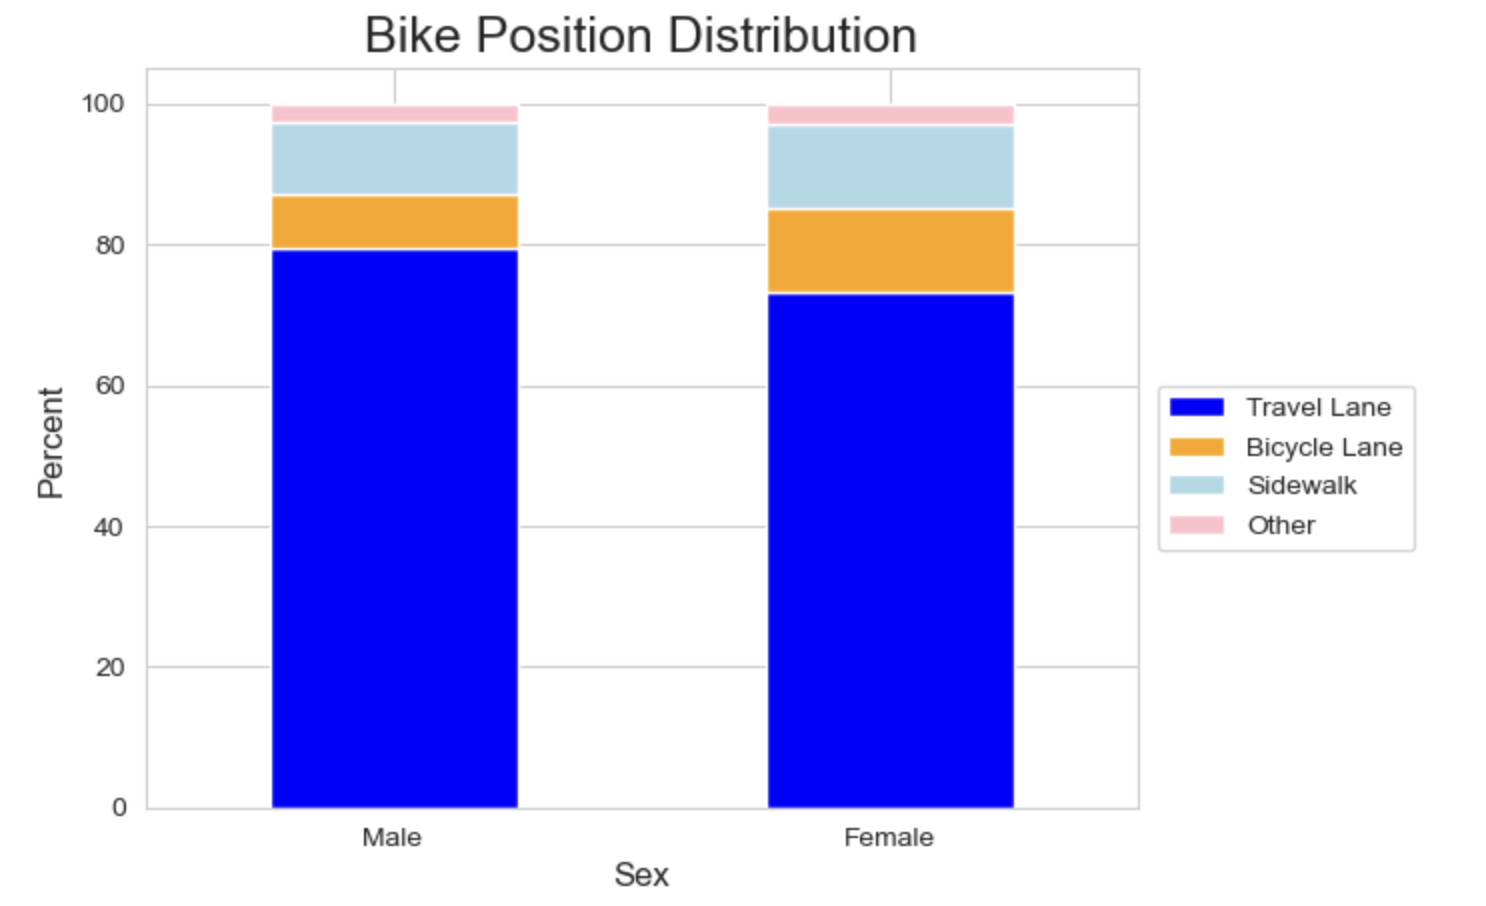 Bike Position Distribution
Percent
100
80
60
40
20
0
Male
Female
Sex
Travel Lane
Bicycle Lane
Sidewalk
Other